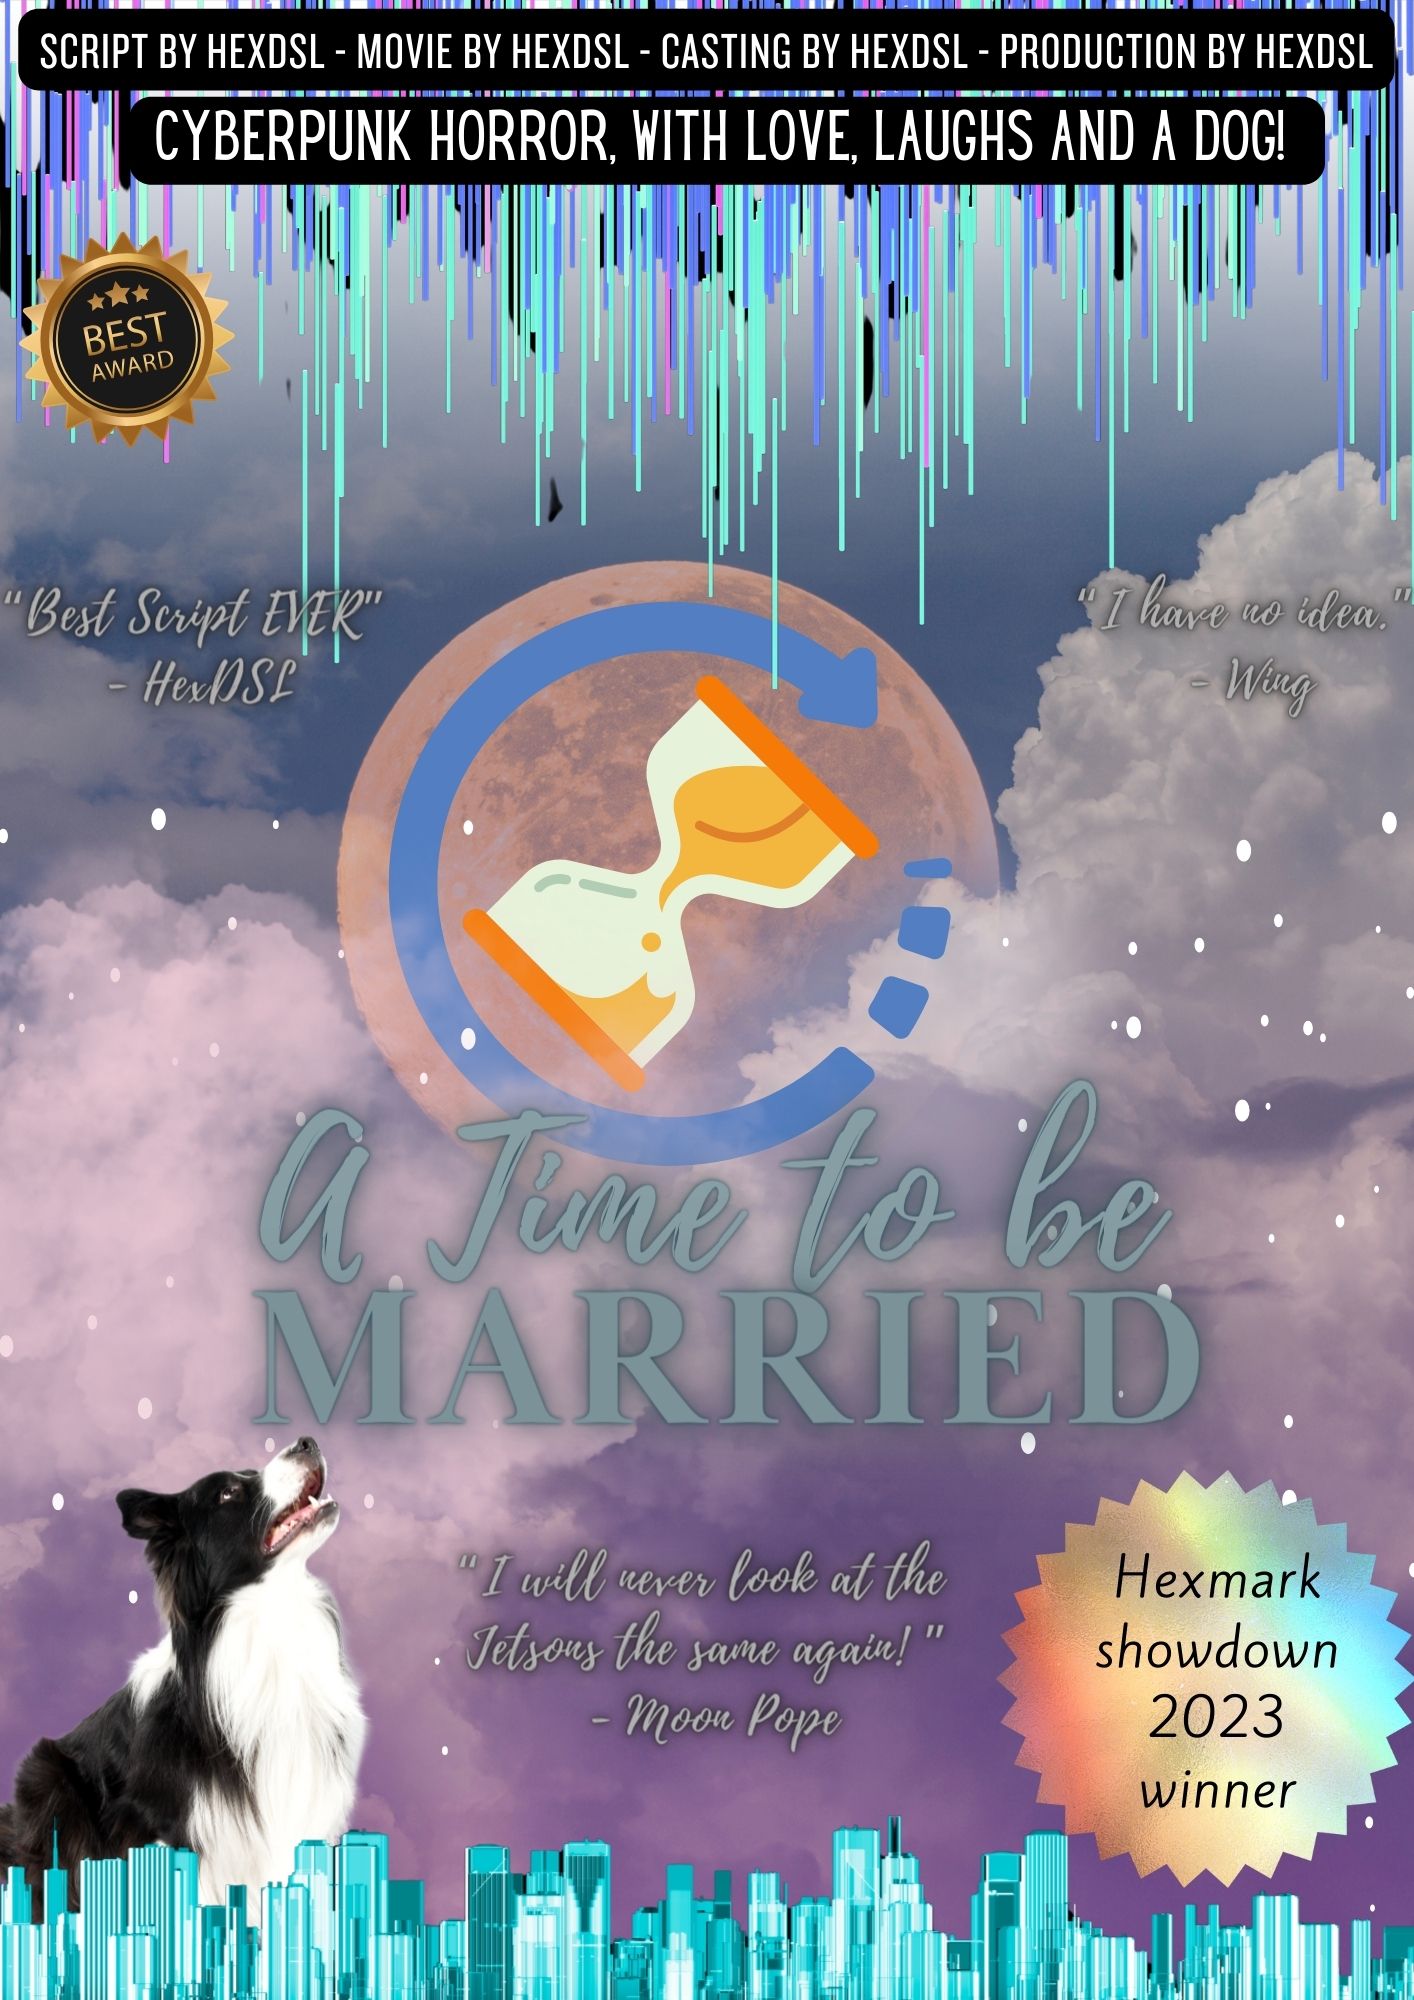 SCRIPT BY HEXDSL - MOVIE BY HEXDSL - CASTING BY HEXDSL - PRODUCTION BY HEXDSL
CYBERPUNK HORROR, WITH LOVE, LAUGHS AND A DOG!
BEST
AWARD
"Best Script EVER"
- HexDSL
"I have no idea."
- Wing
A Time to be
MARRIED
"I will never look at the
Jetsons the same again!"
- Moon Pope
Hexmark
showdown
2023
winner